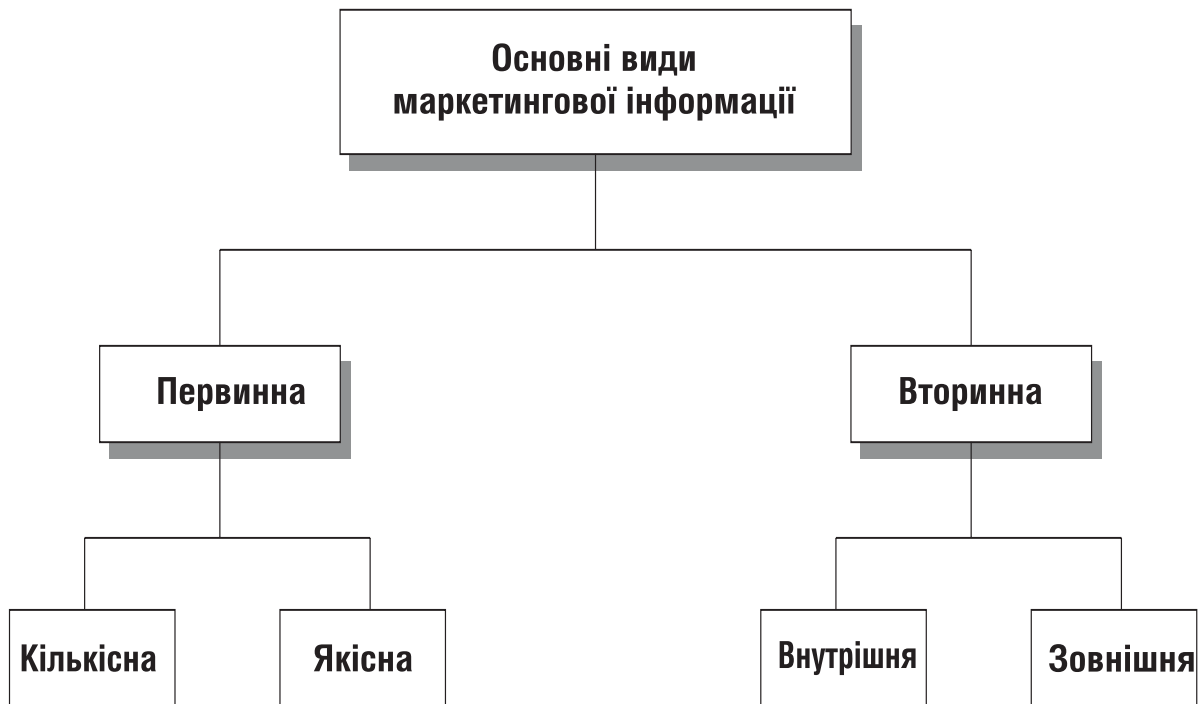 Основні види
маркетингової інформації
Первинна
Вторинна
Кількісна
Якісна
Внутрішня
Зовнішня